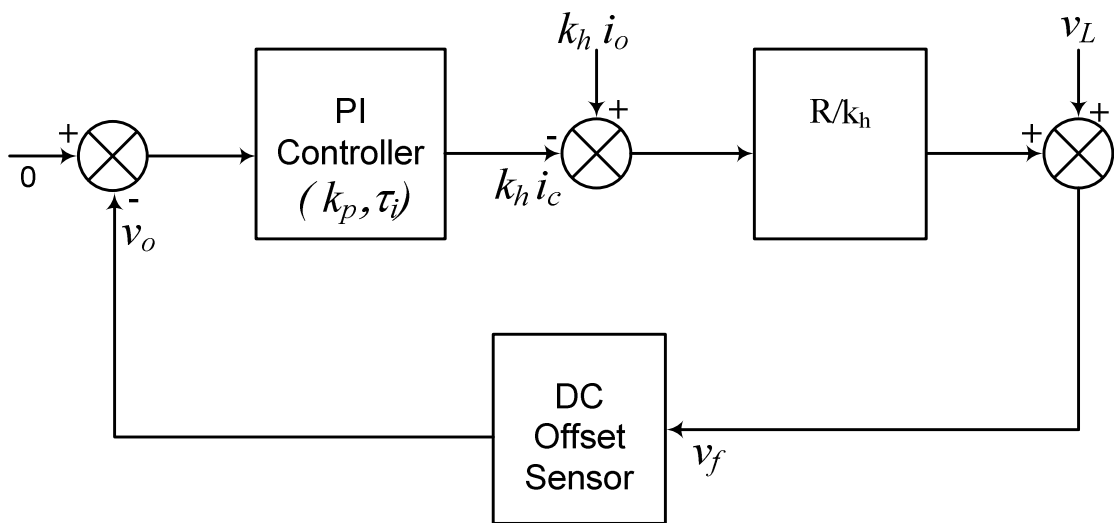 k_h i_o
v_L
+
0
-
v_o
PI
Controller
( k_p, τ_i)
-
+
k_h i_c
R/k_h
+
+
DC
Offset
Sensor
v_f